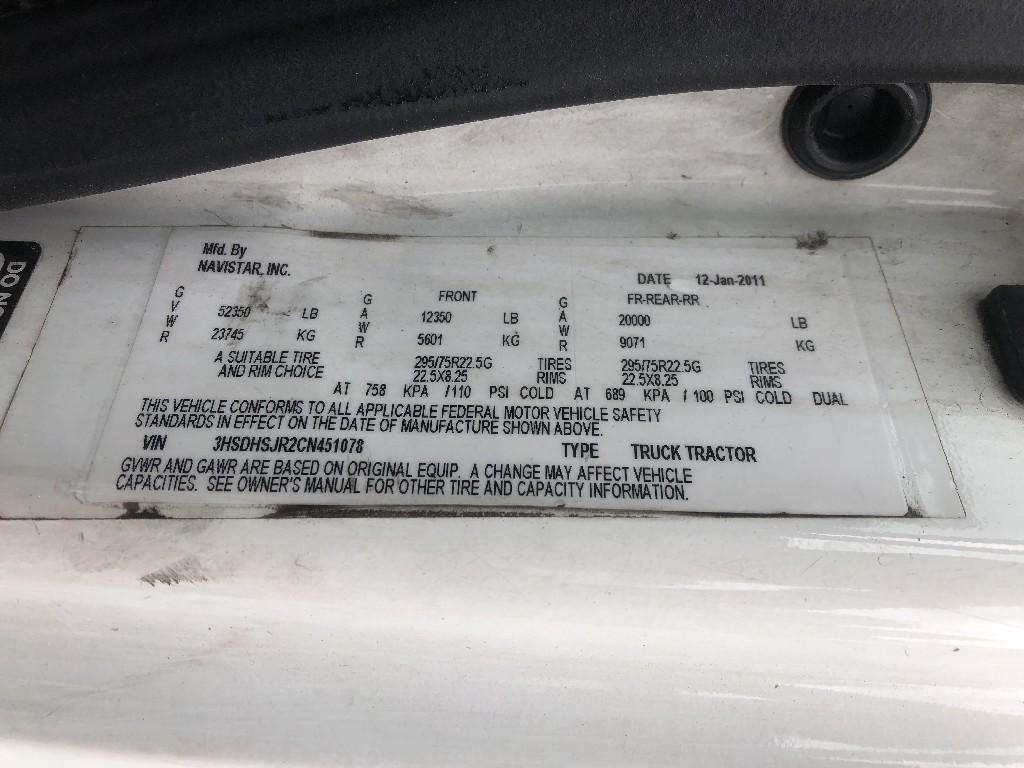 DO NO
Mfd. By
NAVISTAR, INC.
DATE 12-Jan-2011
GVWR 52350 LB GAWR FRONT 12350 LB GAWR FR-REAR-RR 20000 LB
23745 KG 5601 KG 9071 KG
A SUITABLE TIRE 295/75R22.5G TIRES 295/75R22.5G TIRES
AND RIM CHOICE 22.5X8.25 RIMS 22.5X8.25 RIMS
AT 758 KPA /110 PSI COLD AT 689 KPA / 100 PSI COLD DUAL
THIS VEHICLE CONFORMS TO ALL APPLICABLE FEDERAL MOTOR VEHICLE SAFETY
STANDARDS IN EFFECT ON THE DATE OF MANUFACTURE SHOWN ABOVE.
VIN 3HSDHSJR2CN451078 TYPE TRUCK TRACTOR
GVWR AND GAWR ARE BASED ON ORIGINAL EQUIP. A CHANGE MAY AFFECT VEHICLE
CAPACITIES. SEE OWNER'S MANUAL FOR OTHER TIRE AND CAPACITY INFORMATION.